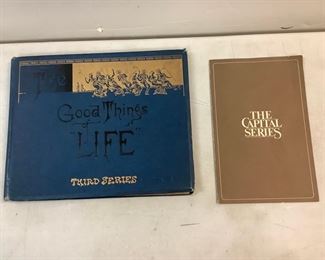 The
Good Things
of
"LIFE"
THIRD SERIES
THE
CAPITAL
SERIES